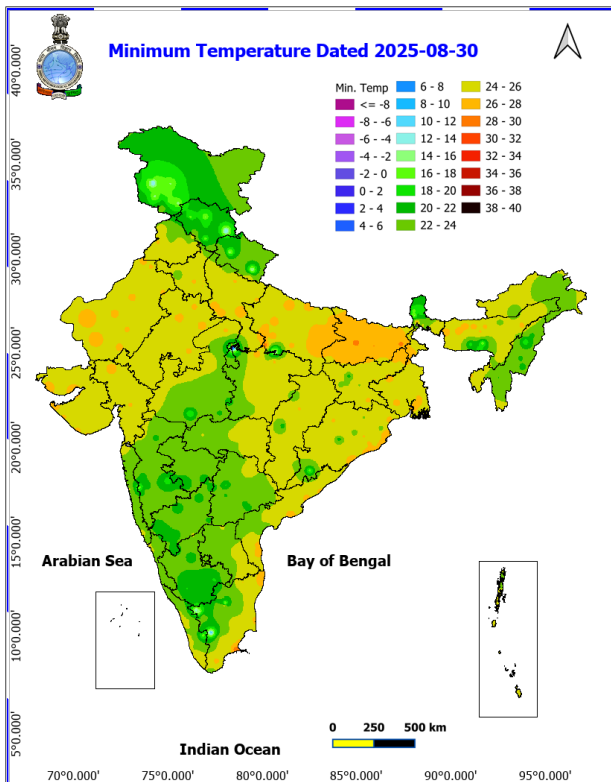 Minimum Temperature Dated 2025-08-30
Min. Temp
<= -8
-8 - -6
-6 - -4
-4 - -2
-2 - 0
0 - 2
2 - 4
4 - 6
6 - 8
8 - 10
10 - 12
12 - 14
14 - 16
16 - 18
18 - 20
20 - 22
22 - 24
24 - 26
26 - 28
28 - 30
30 - 32
32 - 34
34 - 36
36 - 38
38 - 40
40°0.000'
35°0.000'
30°0.000'
25°0.000'
20°0.000'
15°0.000'
10°0.000'
5°0.000'
Arabian Sea
Bay of Bengal
0 250 500 km
Indian Ocean
70°0.000' 75°0.000' 80°0.000' 85°0.000' 90°0.000' 95°0.000'